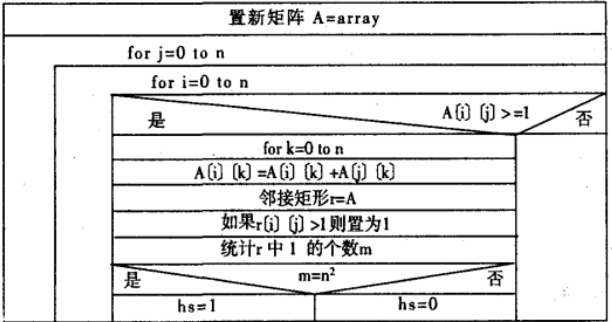 置新矩阵 A=array
for j=0 to n
for i=0 to n
A〔i〕〔j〕>=1
是
否
for k=0 to n
A〔i〕〔k〕=A〔i〕〔k〕+A〔j〕〔k〕
邻接矩形r=A
如果r〔i〕〔j〕>1则置为1
统计r 中 1 的个数m
是
m=n²
否
hs=1
hs=0